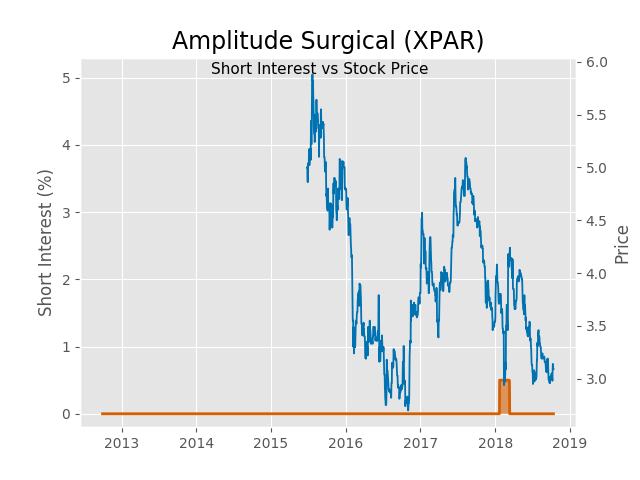 Amplitude Surgical (XPAR)
Short Interest vs Stock Price
Short Interest (%)
5
4
3
2
1
0
6.0
5.5
5.0
4.5
4.0
3.5
3.0
Price
2013 2014 2015 2016 2017 2018 2019